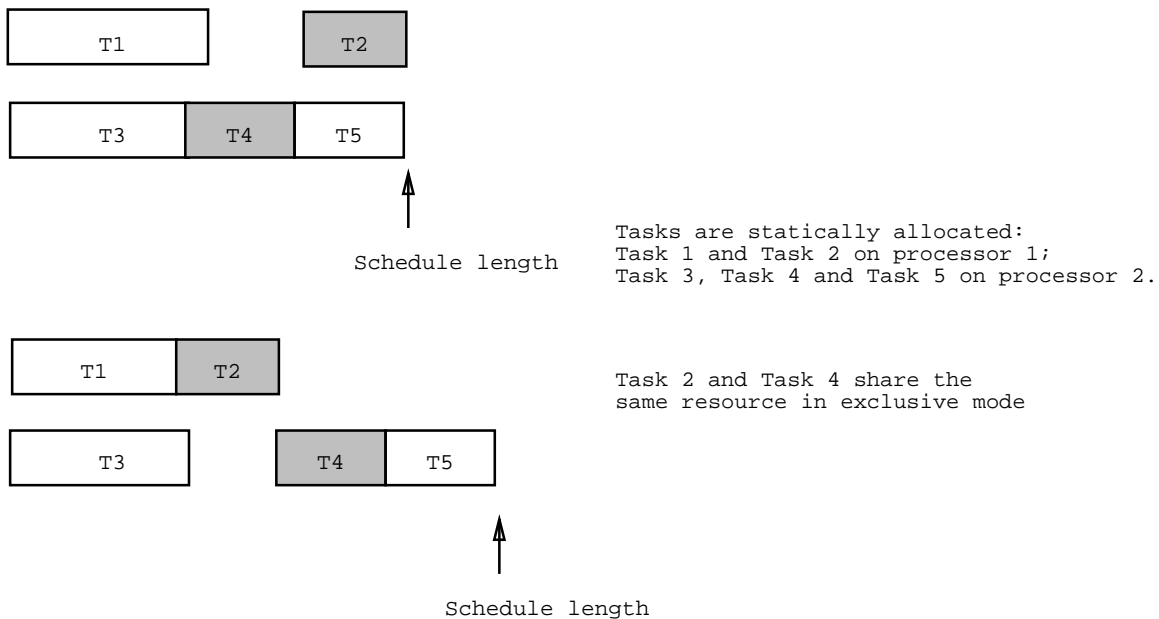 T1
T2
T3
T4
T5
Schedule length
Tasks are statically allocated:
Task 1 and Task 2 on processor 1;
Task 3, Task 4 and Task 5 on processor 2.
T1
T2
Task 2 and Task 4 share the
same resource in exclusive mode
T3
T4
T5
Schedule length